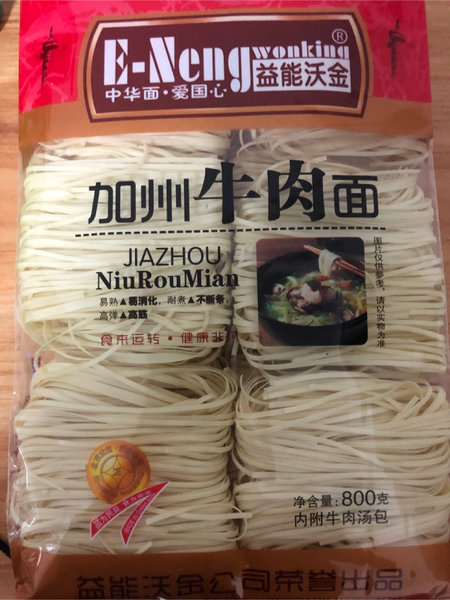 E-Neng wonking®
益能沃金
中华面·爱国心
加州牛肉面
JIAZHOU
NiuRouMian
易熟▲易消化，耐煮▲不断条，
高弹▲高筋
食来运转·健康非
图片仅供参考，请以实物为准
净含量：800克
内附牛肉汤包
益能沃金公司荣誉出品